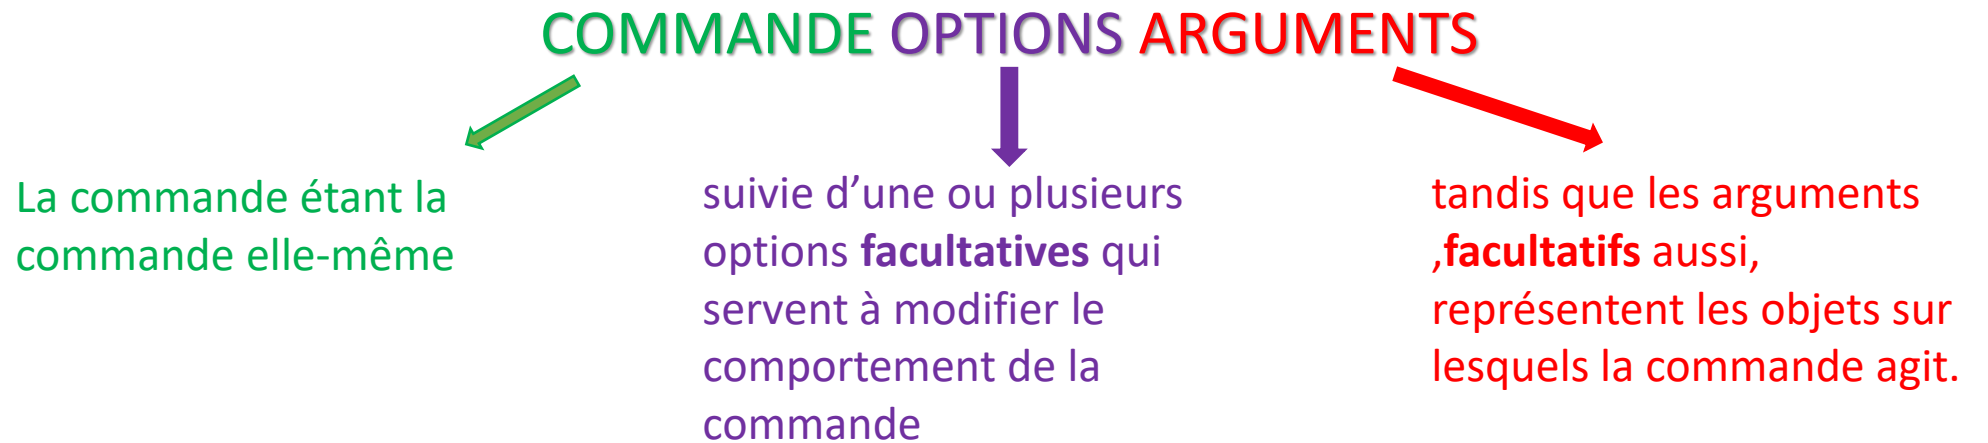 COMMANDE OPTIONS ARGUMENTS
La commande étant la
commande elle-même
suivie d’une ou plusieurs
options facultatives qui
servent à modifier le
comportement de la
commande
tandis que les arguments
,facultatifs aussi,
représentent les objets sur
lesquels la commande agit.